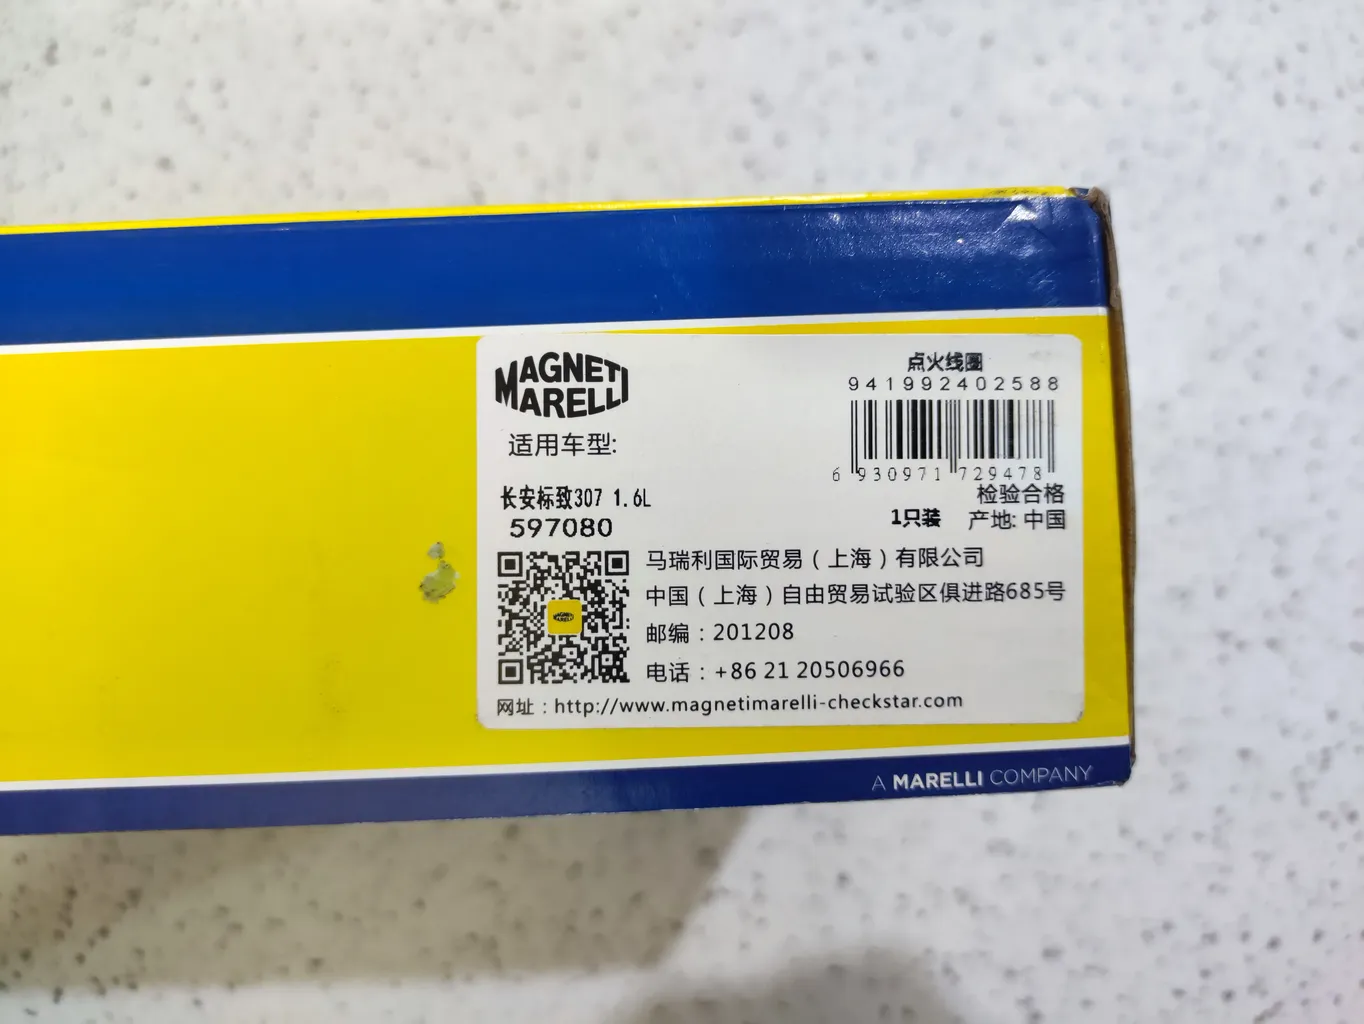 MAGNETI
MARELLI
点火线圈
941992402588
适用车型:
6 930971 729478
长安标致307 1.6L
检验合格
597080
1只装
产地: 中国
马瑞利国际贸易（上海）有限公司
中国（上海）自由贸易试验区俱进路685号
邮编：201208
电话：+86 21 20506966
网址：http://www.magnetimarelli-checkstar.com
A MARELLI COMPANY